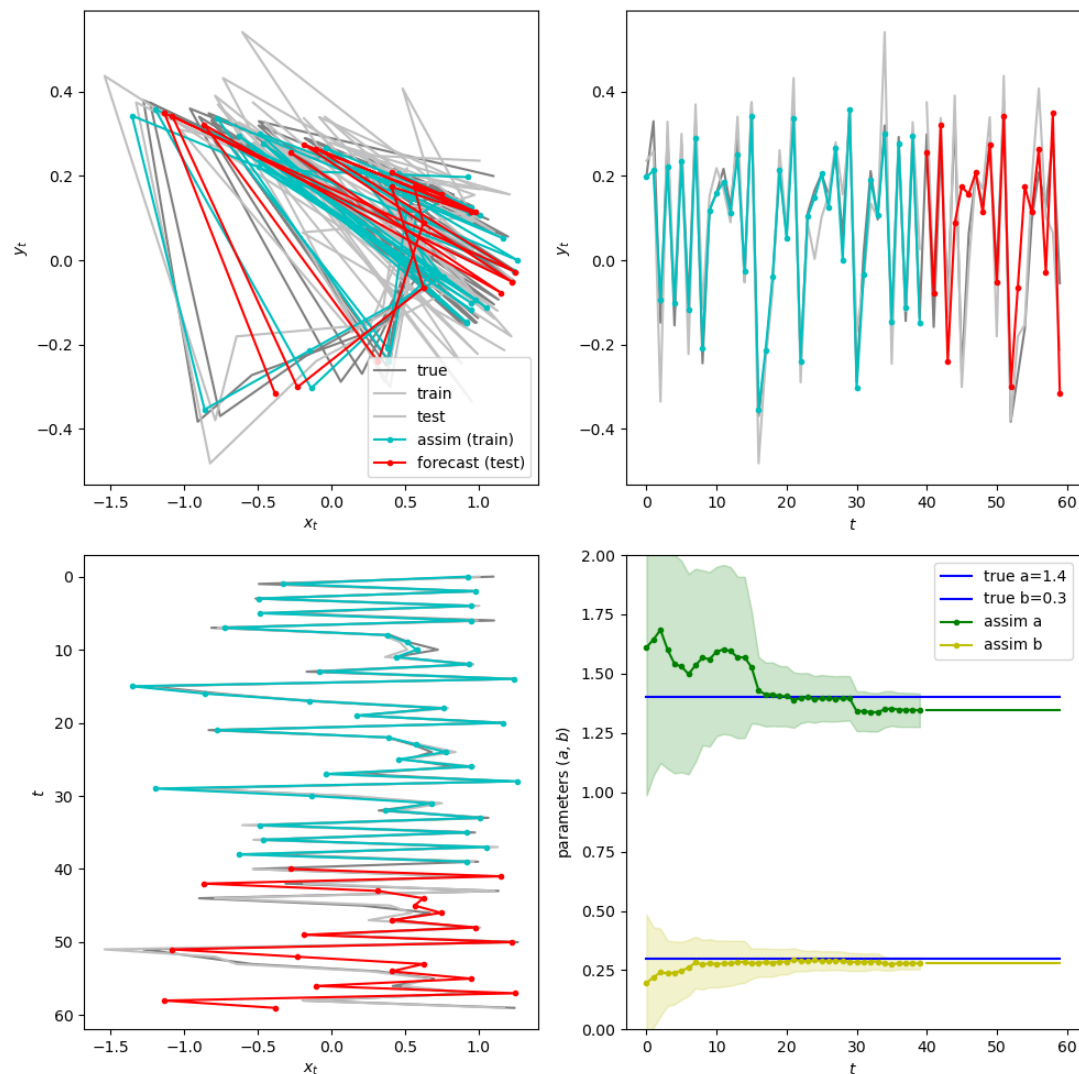 0.4
0.2
0.0
−0.2
−0.4
y_t
−1.5 −1.0 −0.5 0.0 0.5 1.0
x_t
true
train
test
assim (train)
forecast (test)
0.4
0.2
0.0
−0.2
−0.4
y_t
0 10 20 30 40 50 60
t
0
10
20
30
40
50
60
t
−1.5 −1.0 −0.5 0.0 0.5 1.0
x_t
2.00
1.75
1.50
1.25
1.00
0.75
0.50
0.25
0.00
parameters (a, b)
0 10 20 30 40 50 60
t
true a=1.4
true b=0.3
assim a
assim b